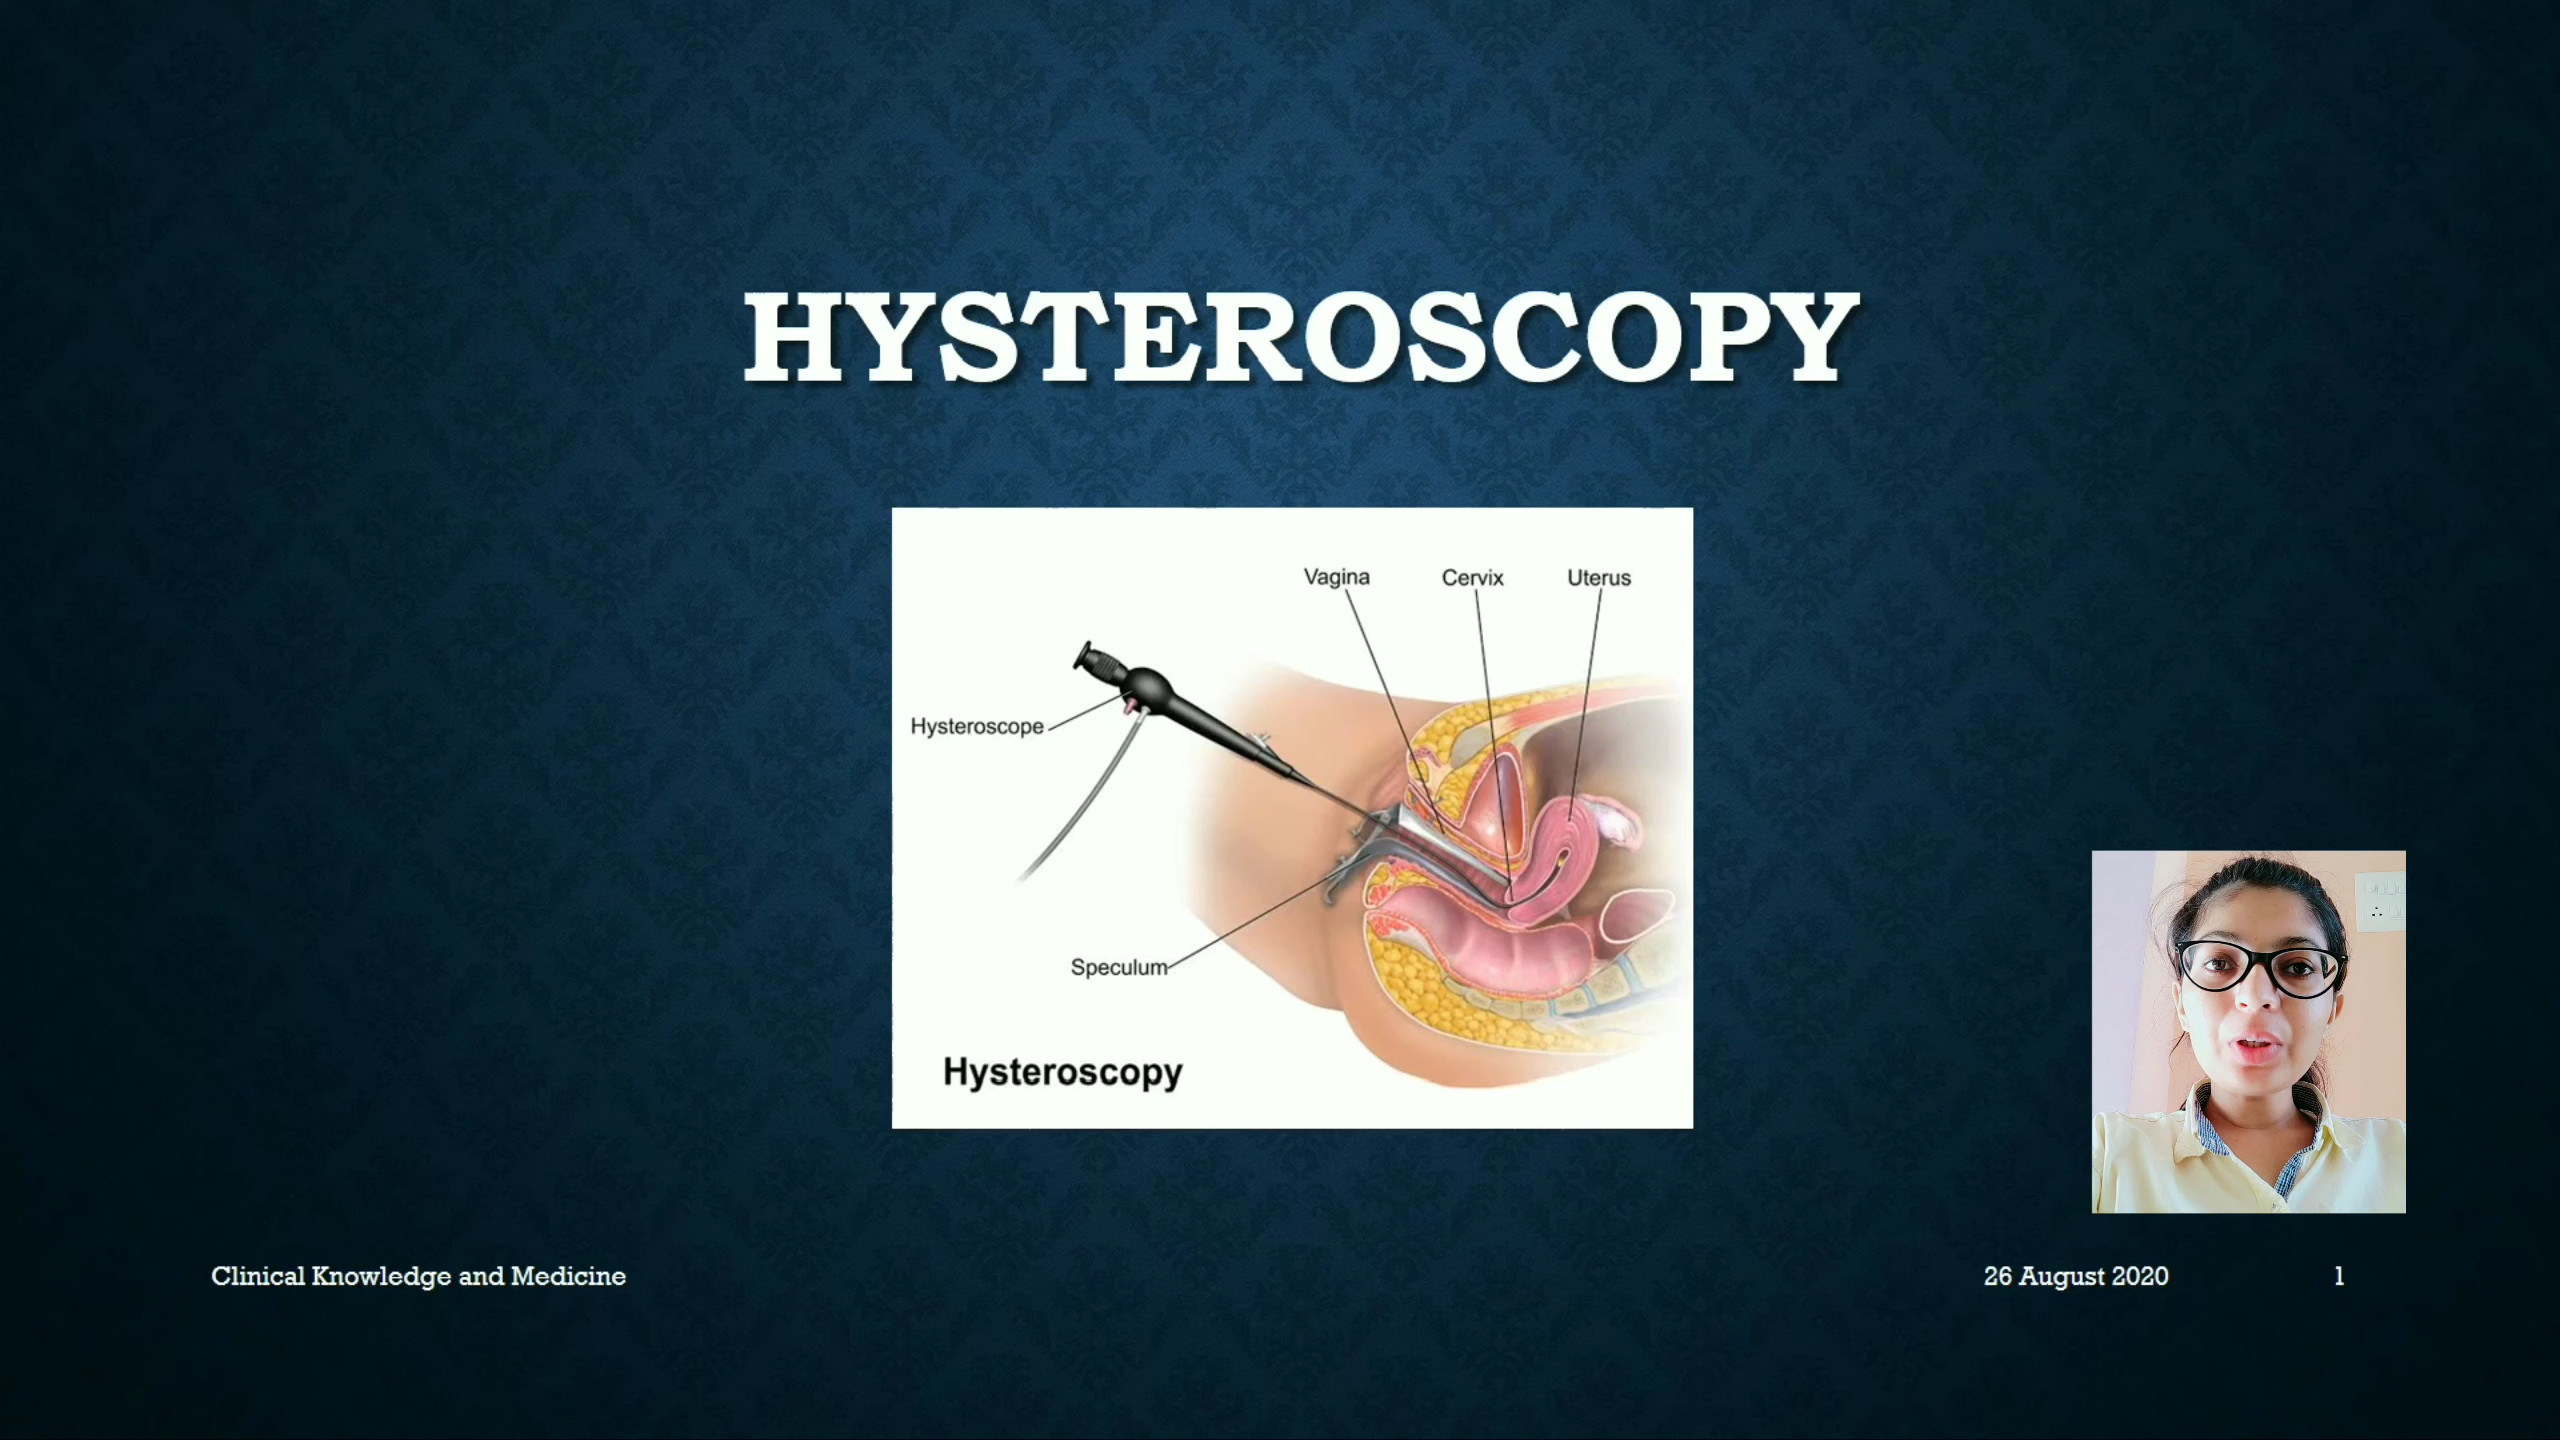 HYSTEROSCOPY
Vagina Cervix Uterus
Hysteroscope
Speculum
Hysteroscopy
Clinical Knowledge and Medicine 26 August 2020 1